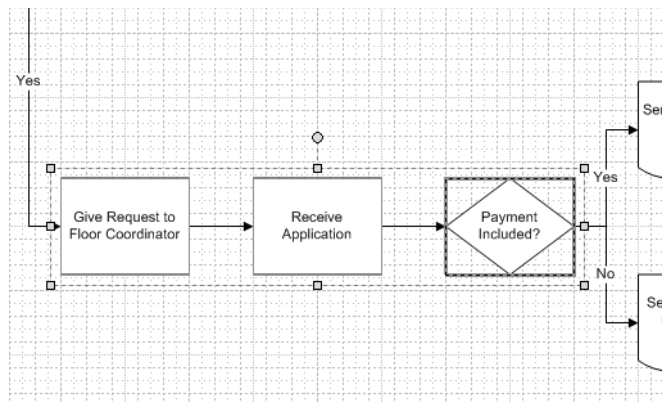 Yes
Give Request to
Floor Coordinator
Receive
Application
Payment
Included?
Yes
No